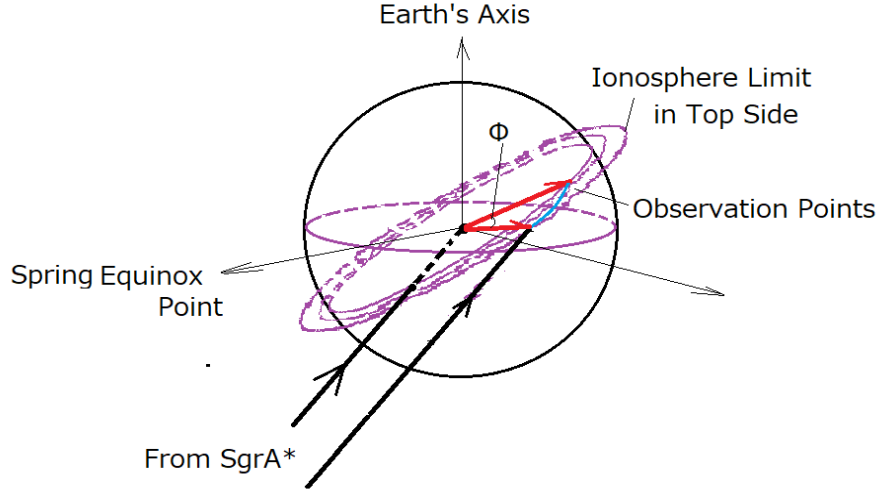 Earth's Axis
Ionosphere Limit
in Top Side
Φ
Observation Points
Spring Equinox
Point
From SgrA*